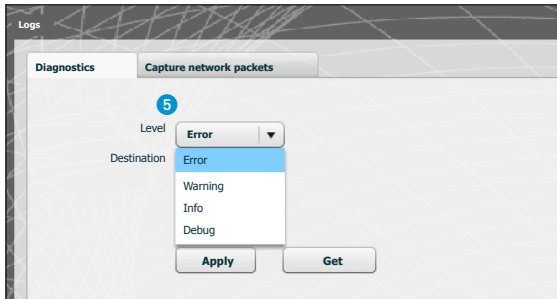 Logs
Diagnostics Capture network packets
5
Level Error
Destination Error
Warning
Info
Debug
Apply Get